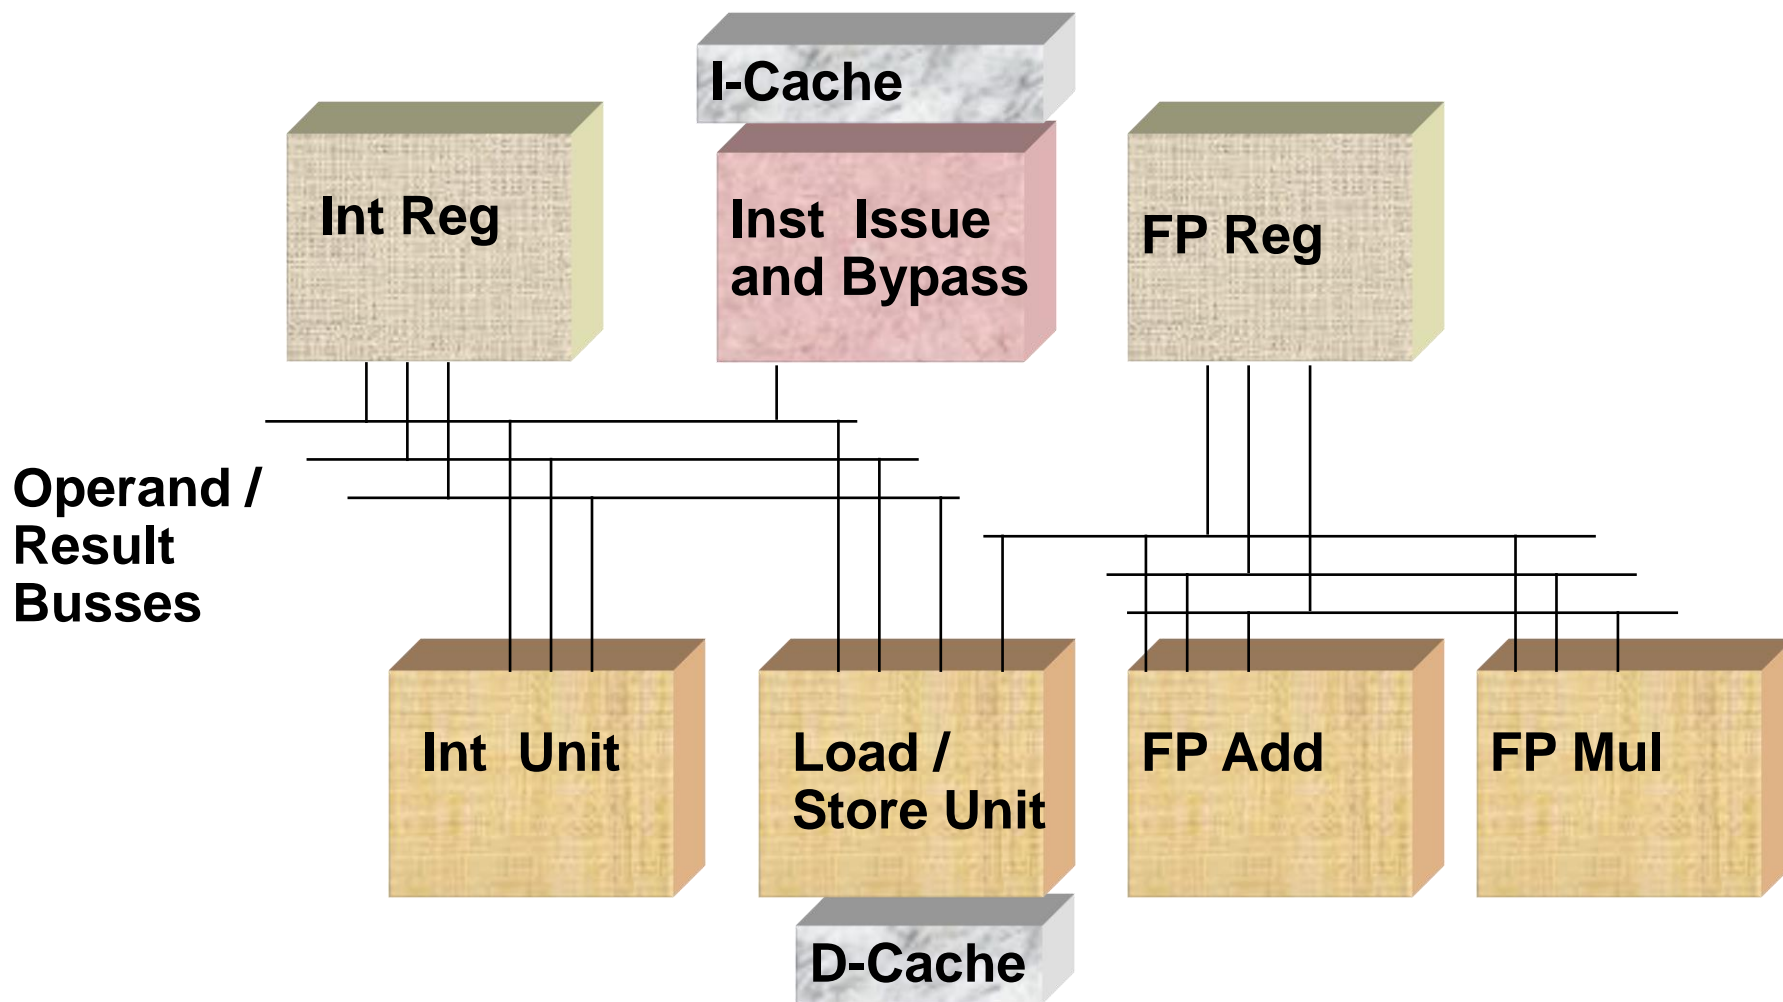 I-Cache
Int Reg
Inst Issue
and Bypass
FP Reg
Operand /
Result
Busses
Int Unit
Load /
Store Unit
FP Add
FP Mul
D-Cache